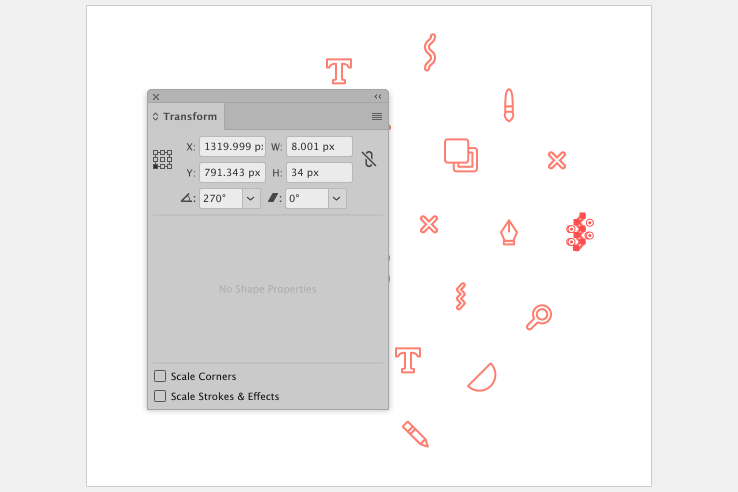 Transform
X: 1319.999 p: W: 8.001 px
Y: 791.343 px H: 34 px
270° 0°
No Shape Properties
Scale Corners
Scale Strokes & Effects